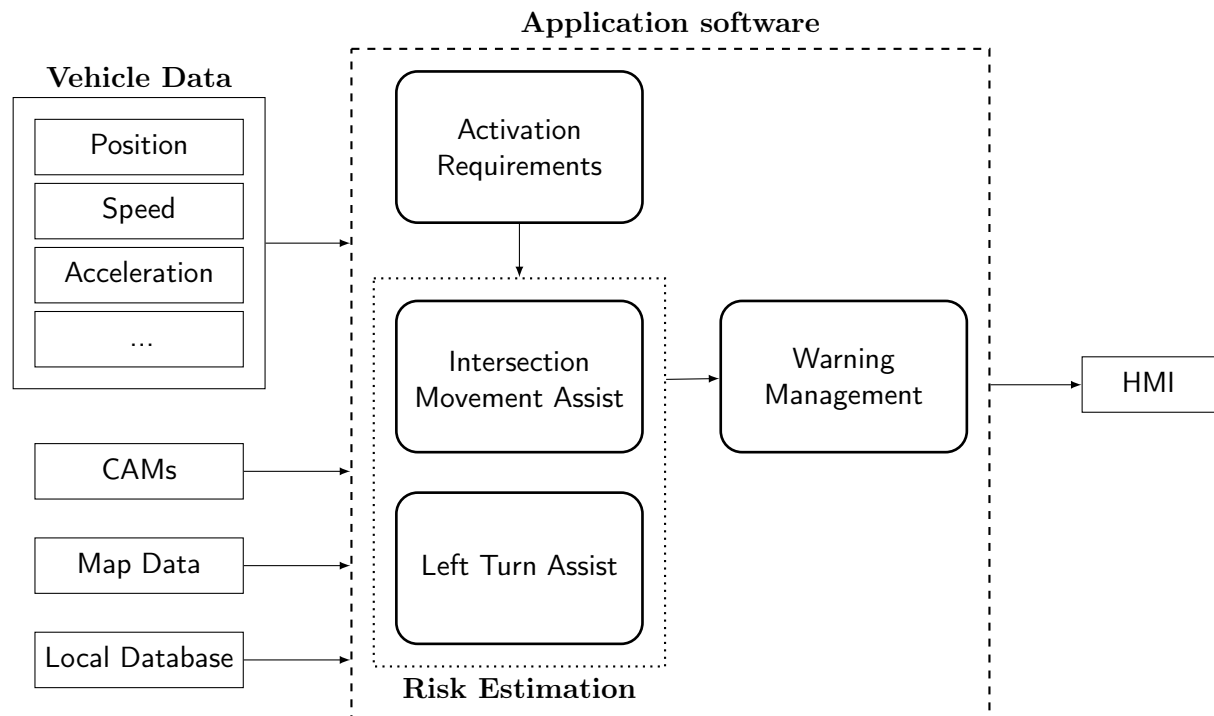 Application software
Vehicle Data
Position
Speed
Acceleration
...
CAMs
Map Data
Local Database
Activation
Requirements
Intersection
Movement Assist
Left Turn Assist
Risk Estimation
Warning
Management
HMI